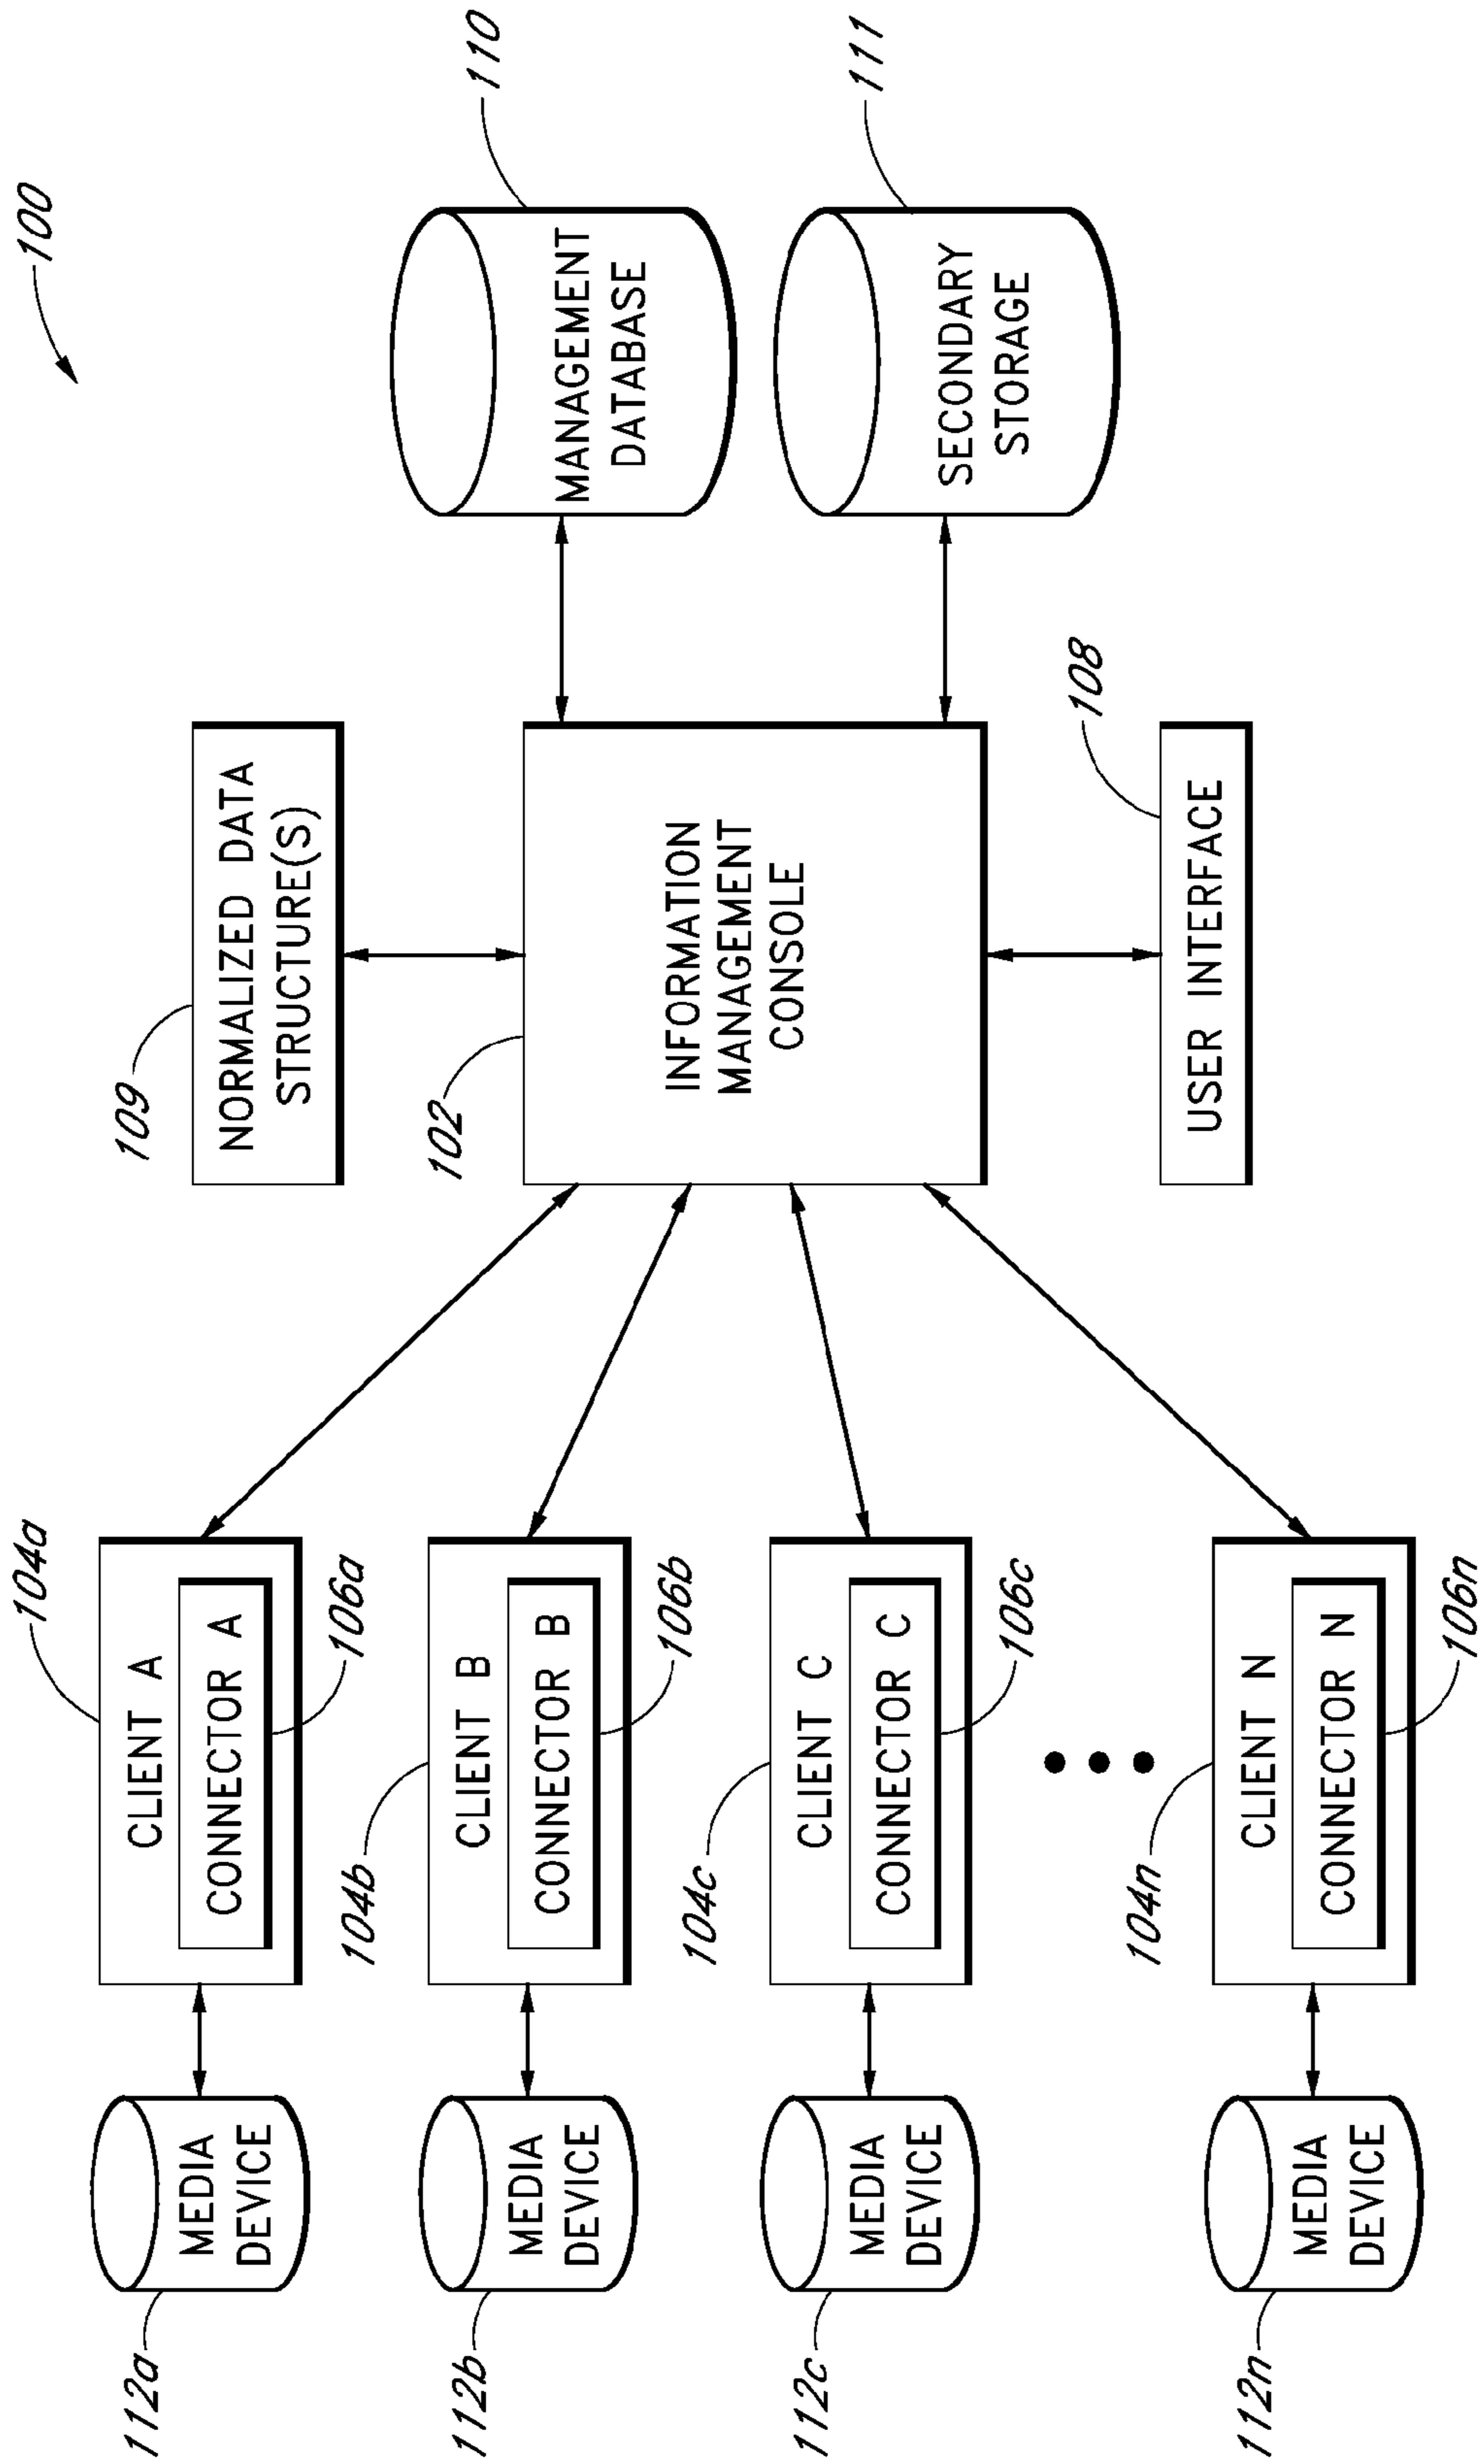 100
104a
CLIENT A
CONNECTOR A
106a
112a
MEDIA
DEVICE
104b
CLIENT B
CONNECTOR B
106b
112b
MEDIA
DEVICE
104c
CLIENT C
CONNECTOR C
106c
112c
MEDIA
DEVICE
104n
CLIENT N
CONNECTOR N
106n
112n
MEDIA
DEVICE
109
NORMALIZED DATA
STRUCTURE(S)
102
INFORMATION
MANAGEMENT
CONSOLE
108
USER INTERFACE
110
MANAGEMENT
DATABASE
111
SECONDARY
STORAGE